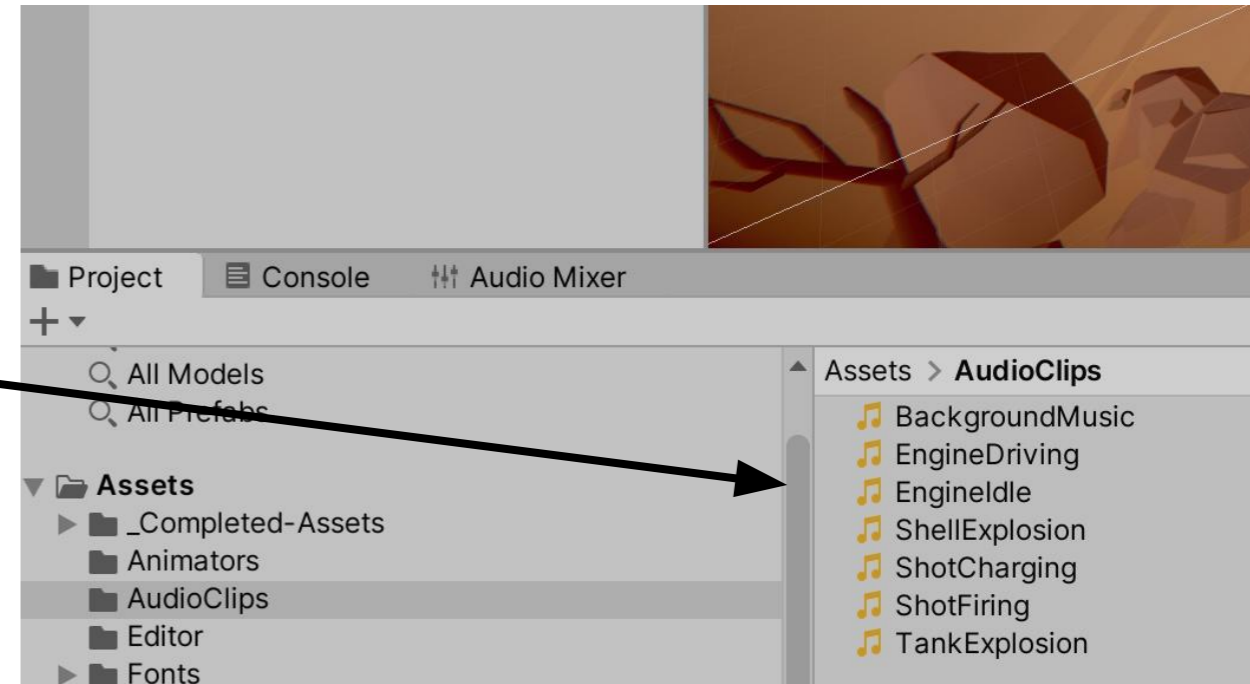 Project Console Audio Mixer
All Models
All Prefabs
Assets
_Completed-Assets
Animators
AudioClips
Editor
Fonts
Assets > AudioClips
BackgroundMusic
EngineDriving
EngineIdle
ShellExplosion
ShotCharging
ShotFiring
TankExplosion